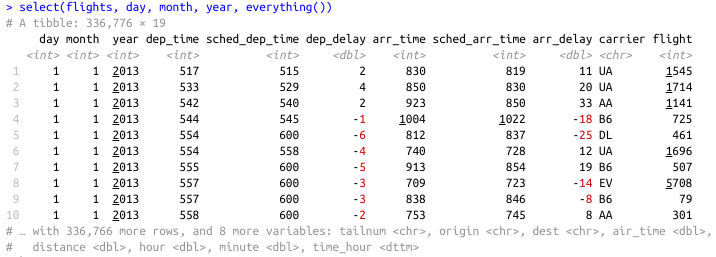 > select(flights, day, month, year, everything())
# A tibble: 336,776 × 19
day month year dep_time sched_dep_time dep_delay arr_time sched_arr_time arr_delay carrier flight
<int> <int> <int> <int> <int> <dbl> <int> <int> <dbl> <chr> <int>
1 1 1 2013 517 515 2 830 819 11 UA 1545
2 1 1 2013 533 529 4 850 830 20 UA 1714
3 1 1 2013 542 540 2 923 850 33 AA 1141
4 1 1 2013 544 545 -1 1004 1022 -18 B6 725
5 1 1 2013 554 600 -6 812 837 -25 DL 461
6 1 1 2013 554 558 -4 740 728 12 UA 1696
7 1 1 2013 555 600 -5 913 854 19 B6 507
8 1 1 2013 557 600 -3 709 723 -14 EV 5708
9 1 1 2013 557 600 -3 838 846 -8 B6 79
10 1 1 2013 558 600 -2 753 745 8 AA 301
# … with 336,766 more rows, and 8 more variables: tailnum <chr>, origin <chr>, dest <chr>, air_time <dbl>,
# distance <dbl>, hour <dbl>, minute <dbl>, time_hour <dttm>